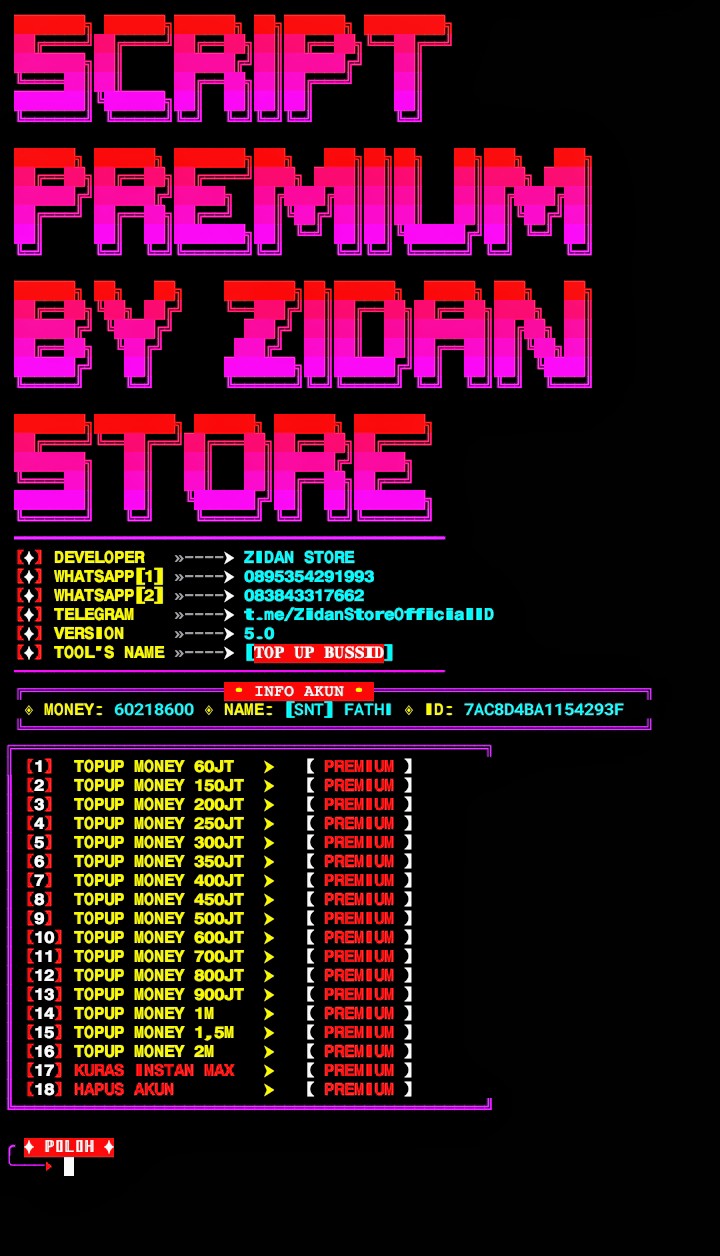 SCRIPT
PREMIUM
BY ZIDAN
STORE
[✦] DEVELOPER »----➤ ZIDAN STORE
[✦] WHATSAPP[1] »----➤ 0895354291993
[✦] WHATSAPP[2] »----➤ 083843317662
[✦] TELEGRAM »----➤ t.me/ZidanStoreOfficialID
[✦] VERSION »----➤ 5.0
[✦] TOOL'S NAME »----➤ [TOP UP BUSSID]
• INFO AKUN •
◈ MONEY: 60218600 ◈ NAME: [SNT] FATHI ◈ ID: 7AC8D4BA1154293F
[1] TOPUP MONEY 60JT ➤ 【 PREMIUM 】
[2] TOPUP MONEY 150JT ➤ 【 PREMIUM 】
[3] TOPUP MONEY 200JT ➤ 【 PREMIUM 】
[4] TOPUP MONEY 250JT ➤ 【 PREMIUM 】
[5] TOPUP MONEY 300JT ➤ 【 PREMIUM 】
[6] TOPUP MONEY 350JT ➤ 【 PREMIUM 】
[7] TOPUP MONEY 400JT ➤ 【 PREMIUM 】
[8] TOPUP MONEY 450JT ➤ 【 PREMIUM 】
[9] TOPUP MONEY 500JT ➤ 【 PREMIUM 】
[10] TOPUP MONEY 600JT ➤ 【 PREMIUM 】
[11] TOPUP MONEY 700JT ➤ 【 PREMIUM 】
[12] TOPUP MONEY 800JT ➤ 【 PREMIUM 】
[13] TOPUP MONEY 900JT ➤ 【 PREMIUM 】
[14] TOPUP MONEY 1M ➤ 【 PREMIUM 】
[15] TOPUP MONEY 1,5M ➤ 【 PREMIUM 】
[16] TOPUP MONEY 2M ➤ 【 PREMIUM 】
[17] KURAS INSTAN MAX ➤ 【 PREMIUM 】
[18] HAPUS AKUN ➤ 【 PREMIUM 】
✦ POLOH ✦